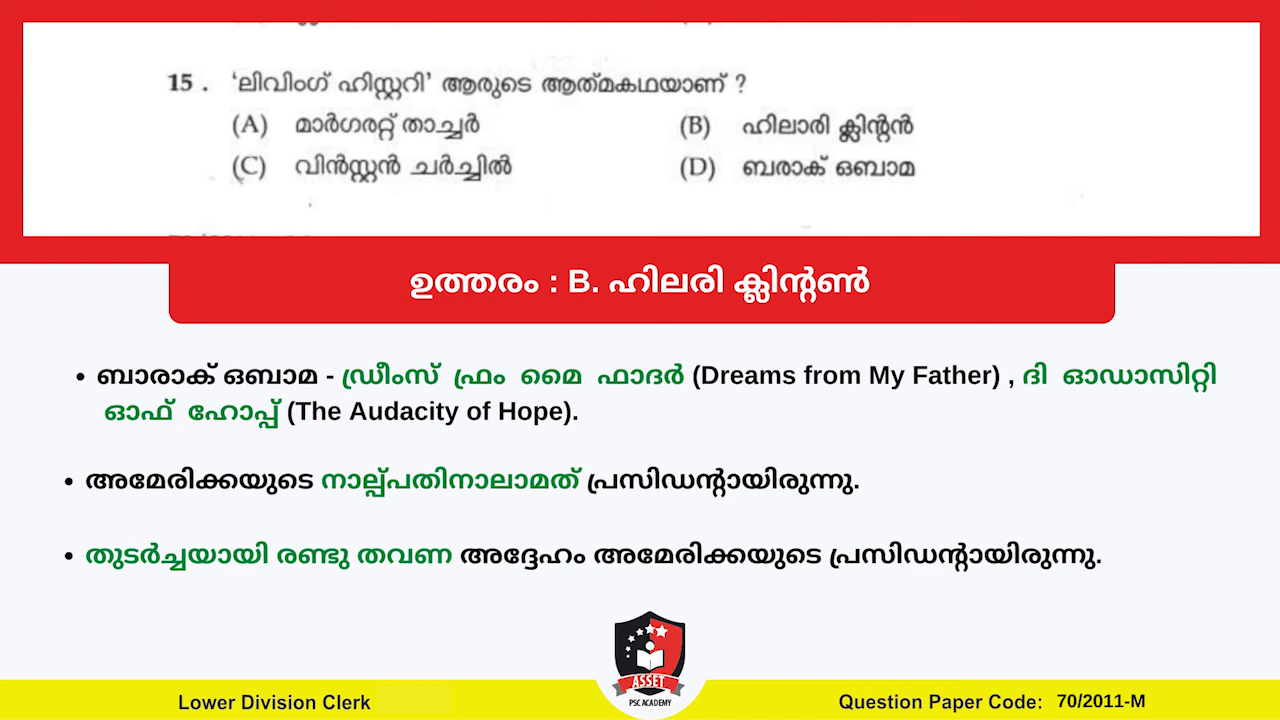 15 . ‘ലിവിംഗ് ഹിസ്റ്ററി’ ആരുടെ ആത്മകഥയാണ് ?
(A) മാർഗരറ്റ് താച്ചർ (B) ഹിലാരി ക്ലിന്റൻ
(C) വിൻസ്റ്റൻ ചർച്ചിൽ (D) ബരാക് ഒബാമ
ഉത്തരം : B. ഹിലരി ക്ലിന്റൺ
• ബാരാക് ഒബാമ - ഡ്രീംസ് ഫ്രം മൈ ഫാദർ (Dreams from My Father) , ദി ഓഡാസിറ്റി
ഓഫ് ഹോപ്പ് (The Audacity of Hope).
• അമേരിക്കയുടെ നാല്പ്പതിനാലാമത് പ്രസിഡന്റായിരുന്നു.
• തുടർച്ചയായി രണ്ടു തവണ അദ്ദേഹം അമേരിക്കയുടെ പ്രസിഡന്റായിരുന്നു.
ASSET
PSC ACADEMY
Lower Division Clerk Question Paper Code: 70/2011-M